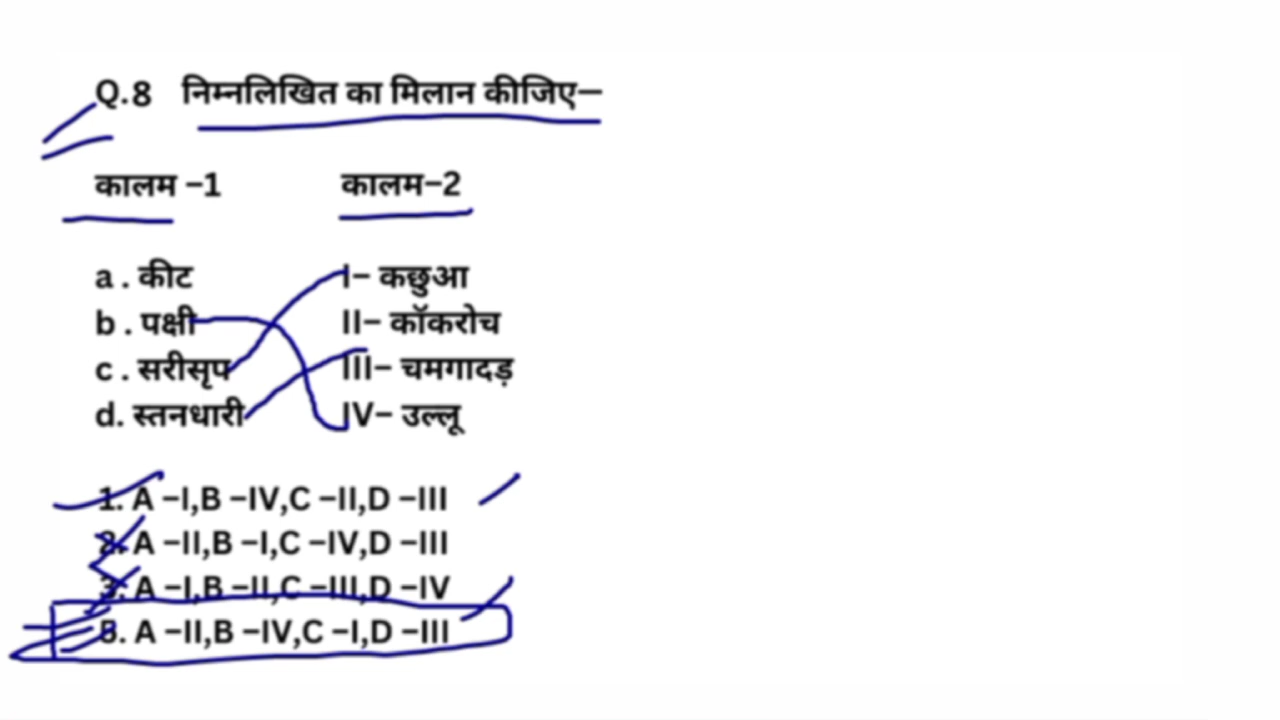 Q.8 निम्नलिखित का मिलान कीजिए–
कालम –1 कालम–2
a . कीट I– कछुआ
b . पक्षी II– कॉकरोच
c . सरीसृप III– चमगादड़
d. स्तनधारी IV– उल्लू
1. A –I,B –IV,C –II,D –III
2. A –II,B –I,C –IV,D –III
3. A –I,B –II,C –III,D –IV
5. A –II,B –IV,C –I,D –III